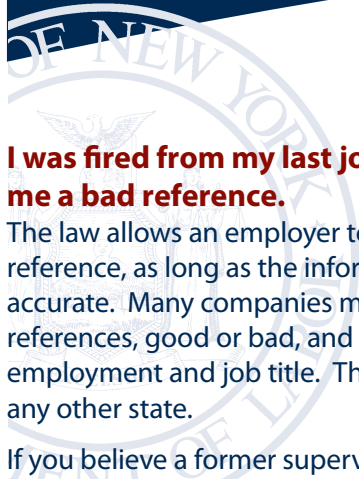 OF NEW YORK
I was fired from my last jo
me a bad reference.
The law allows an employer to
reference, as long as the infor
accurate. Many companies m
references, good or bad, and
employment and job title. Th
any other state.
If you believe a former superv